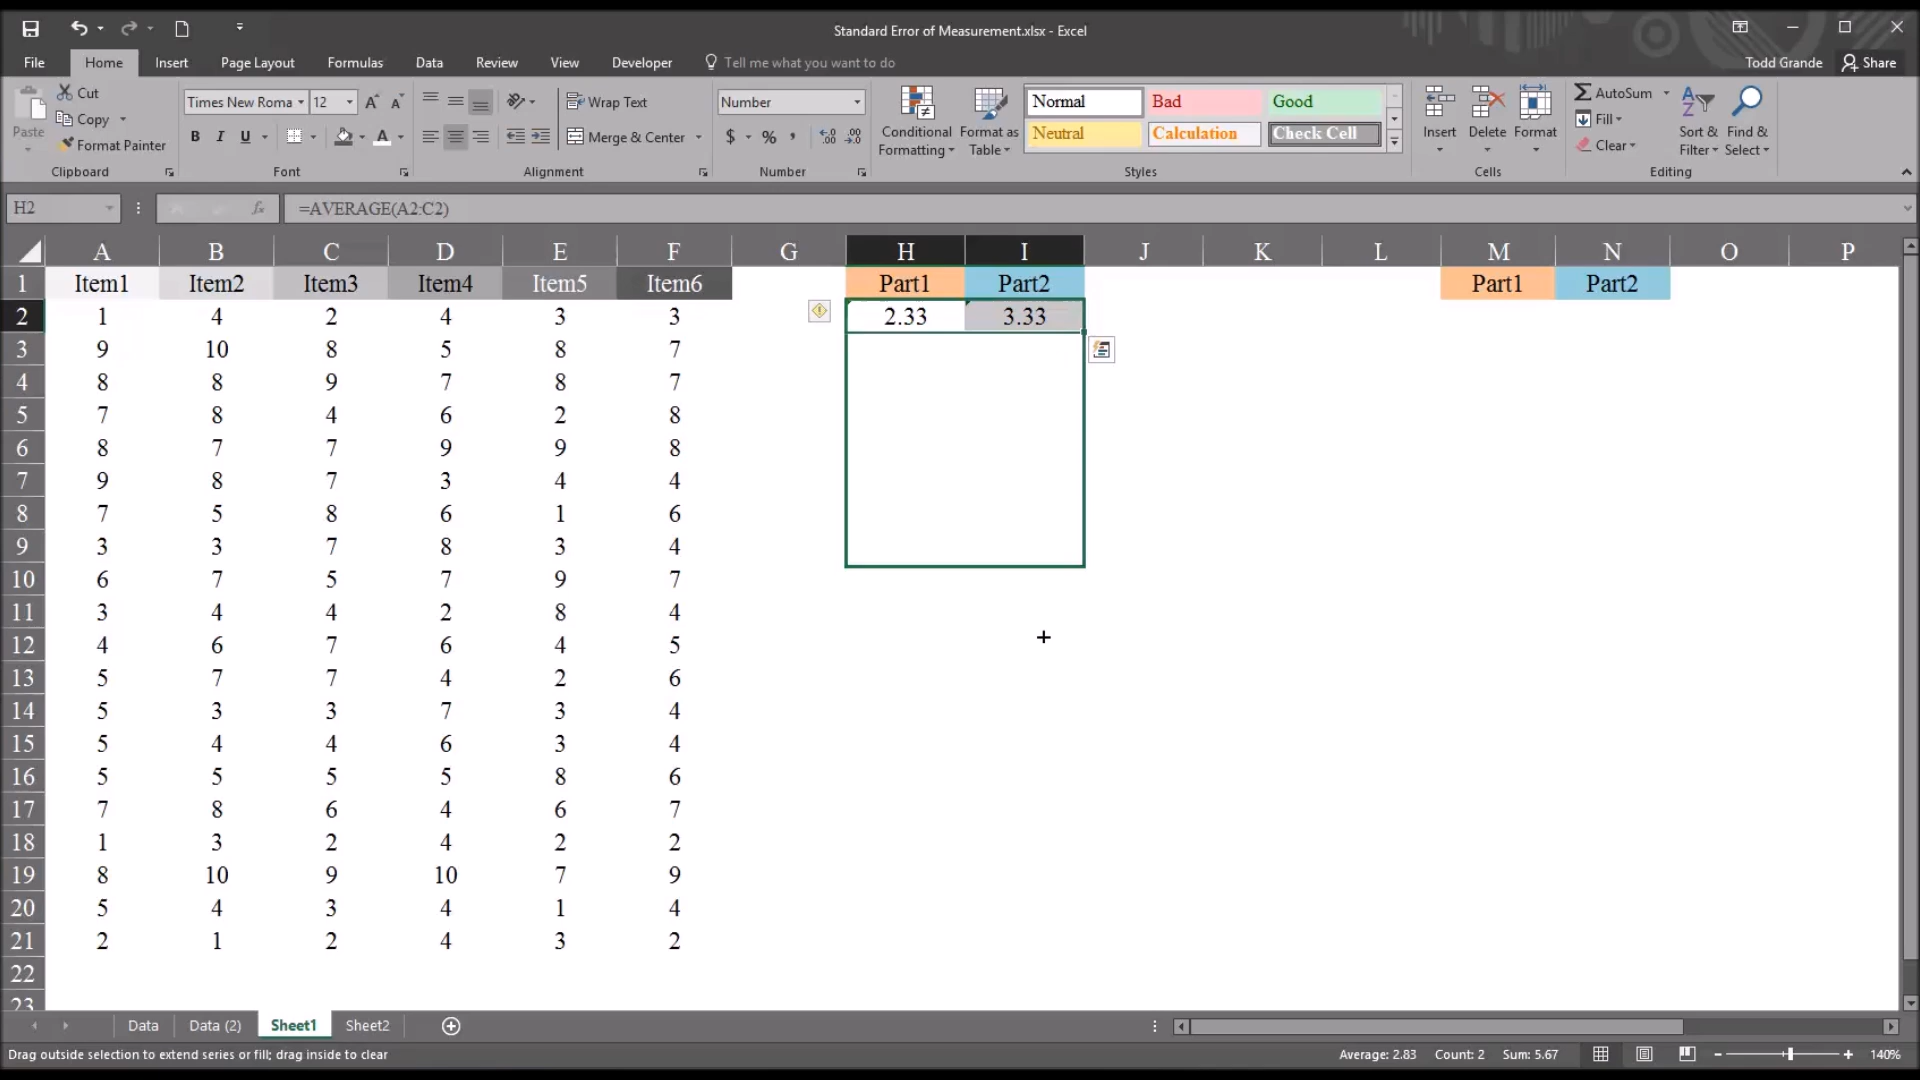 Standard Error of Measurement.xlsx - Excel
File Home Insert Page Layout Formulas Data Review View Developer Tell me what you want to do Todd Grande Share
Paste Cut Copy Format Painter Clipboard
Times New Roma 12 B I U Font
Wrap Text Merge & Center Alignment
Number $ % , Number
Conditional Formatting Format as Table Normal Bad Good Neutral Calculation Check Cell Styles
Insert Delete Format Cells
AutoSum Fill Clear Sort & Filter Find & Select Editing
H2 fx =AVERAGE(A2:C2)
A B C D E F G H I J K L M N O P
1 Item1 Item2 Item3 Item4 Item5 Item6 Part1 Part2 Part1 Part2
2 1 4 2 4 3 3 2.33 3.33
3 9 10 8 5 8 7
4 8 8 9 7 8 7
5 7 8 4 6 2 8
6 8 7 7 9 9 8
7 9 8 7 3 4 4
8 7 5 8 6 1 6
9 3 3 7 8 3 4
10 6 7 5 7 9 7
11 3 4 4 2 8 4
12 4 6 7 6 4 5
13 5 7 7 4 2 6
14 5 3 3 7 3 4
15 5 4 4 6 3 4
16 5 5 5 5 8 6
17 7 8 6 4 6 7
18 1 3 2 4 2 2
19 8 10 9 10 7 9
20 5 4 3 4 1 4
21 2 1 2 4 3 2
22
23
Data Data (2) Sheet1 Sheet2
Drag outside selection to extend series or fill; drag inside to clear Average: 2.83 Count: 2 Sum: 5.67 140%